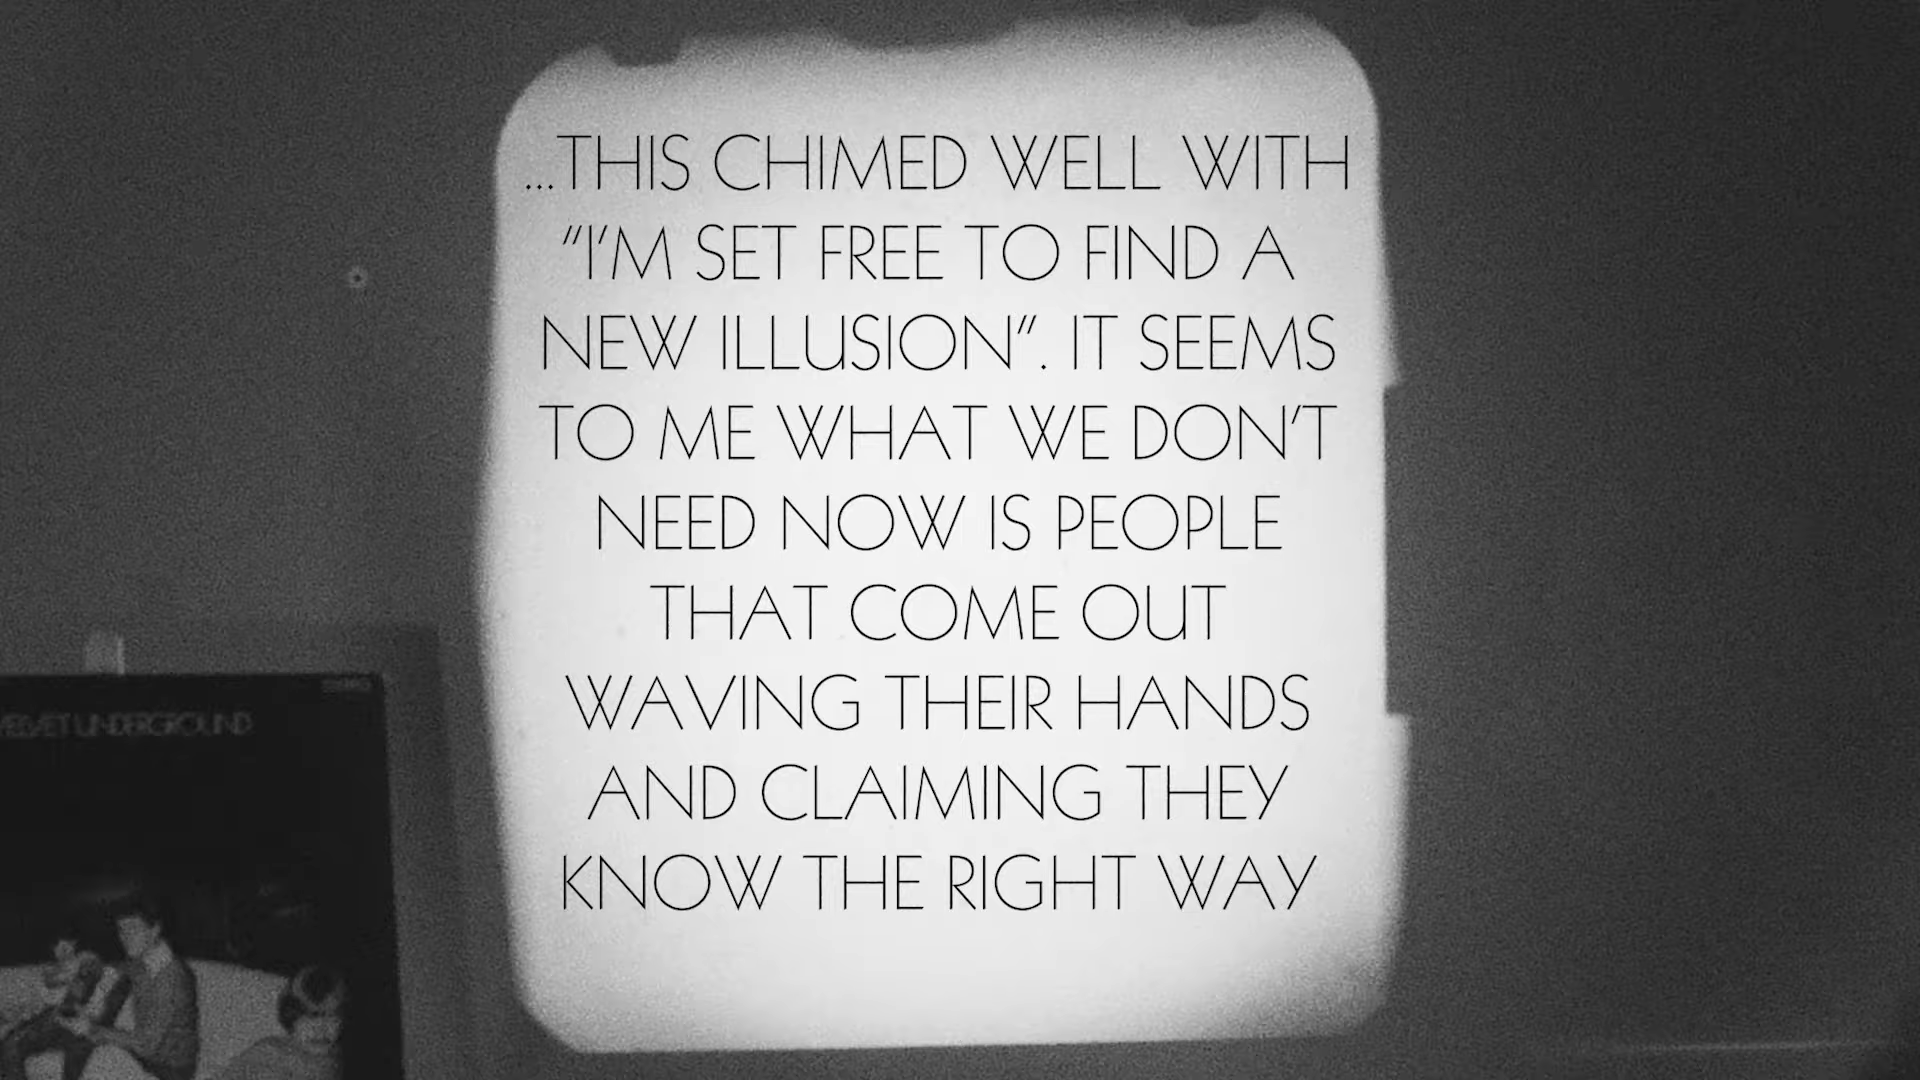 ...THIS CHIMED WELL WITH
"I'M SET FREE TO FIND A
NEW ILLUSION". IT SEEMS
TO ME WHAT WE DON'T
NEED NOW IS PEOPLE
THAT COME OUT
WAVING THEIR HANDS
AND CLAIMING THEY
KNOW THE RIGHT WAY
VELVET UNDERGROUND